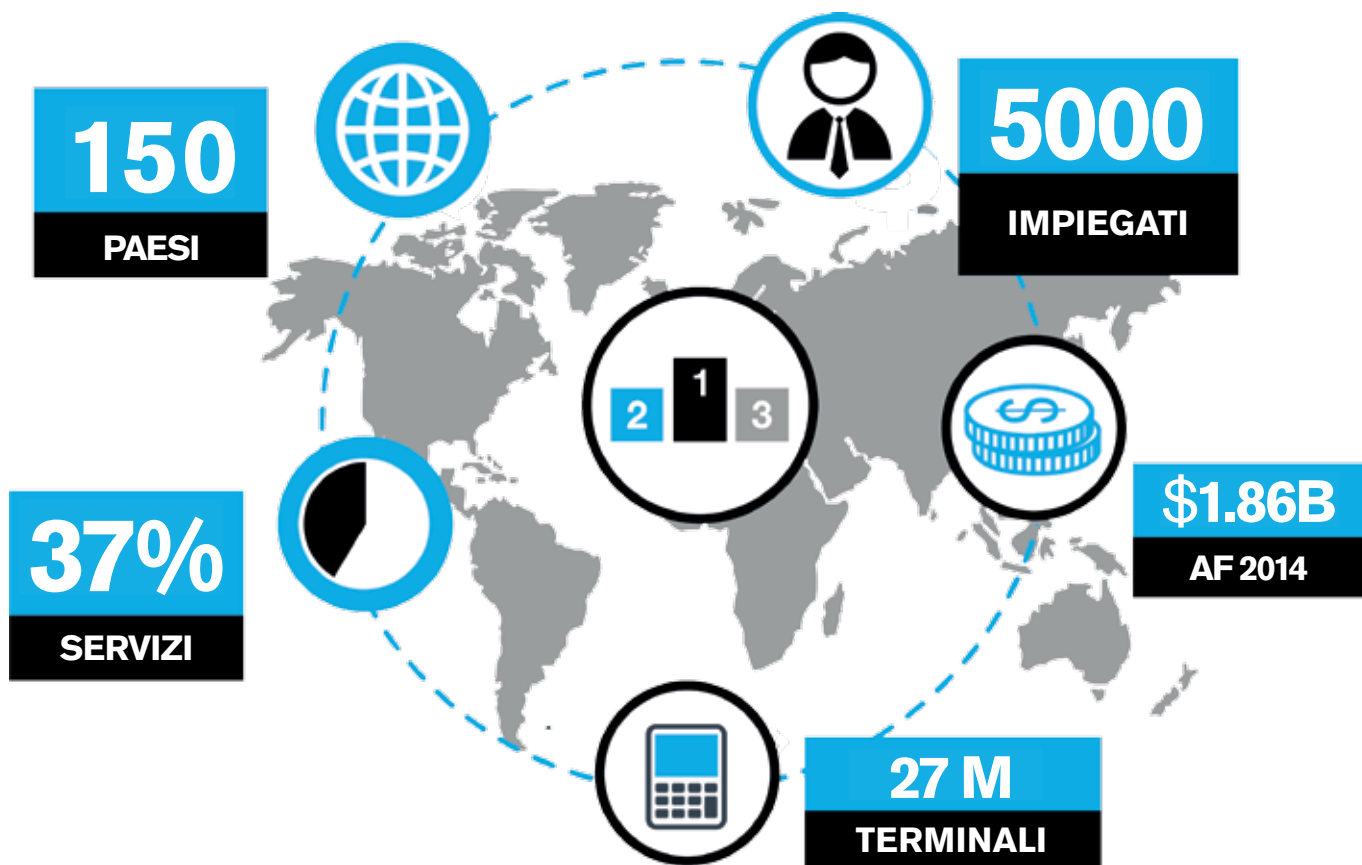 150
PAESI
5000
IMPIEGATI
1
2
3
$
$1.86B
AF 2014
37%
SERVIZI
27 M
TERMINALI